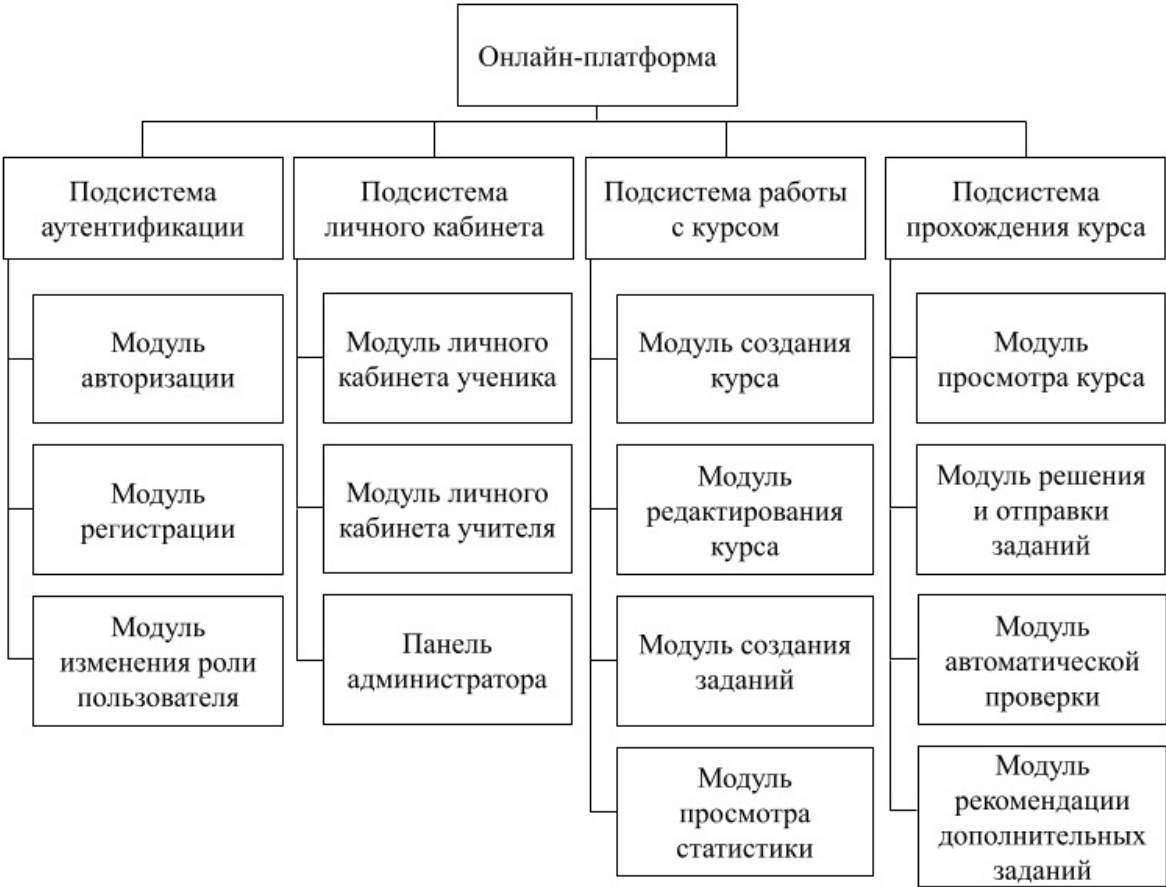 Онлайн-платформа
Подсистема
аутентификации
Подсистема
личного кабинета
Подсистема работы
с курсом
Подсистема
прохождения курса
Модуль
авторизации
Модуль
регистрации
Модуль
изменения роли
пользователя
Модуль личного
кабинета ученика
Модуль личного
кабинета учителя
Панель
администратора
Модуль создания
курса
Модуль
редактирования
курса
Модуль создания
заданий
Модуль
просмотра
статистики
Модуль
просмотра курса
Модуль решения
и отправки
заданий
Модуль
автоматической
проверки
Модуль
рекомендации
дополнительных
заданий